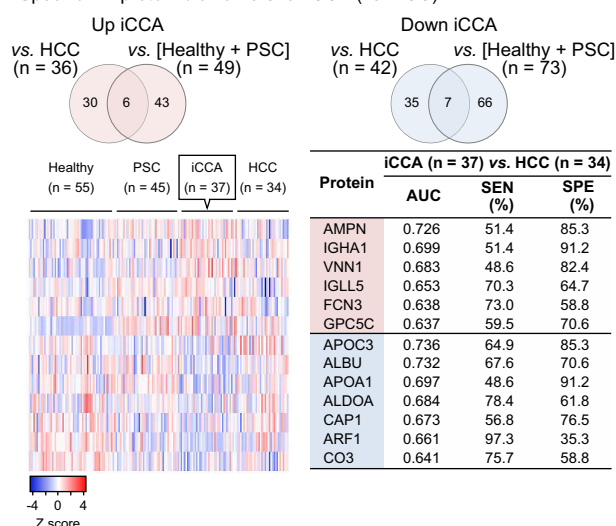 Up iCCA
vs. HCC
(n = 36)
vs. [Healthy + PSC]
(n = 49)
30 6 43
Down iCCA
vs. HCC
(n = 42)
vs. [Healthy + PSC]
(n = 73)
35 7 66
Healthy
(n = 55)
PSC
(n = 45)
iCCA
(n = 37)
HCC
(n = 34)
-4 0 4
Z score
Protein iCCA (n = 37) vs. HCC (n = 34)
AUC SEN (%) SPE (%)
AMPN 0.726 51.4 85.3
IGHA1 0.699 51.4 91.2
VNN1 0.683 48.6 82.4
IGLL5 0.653 70.3 64.7
FCN3 0.638 73.0 58.8
GPC5C 0.637 59.5 70.6
APOC3 0.736 64.9 85.3
ALBU 0.732 67.6 70.6
APOA1 0.697 48.6 91.2
ALDOA 0.684 78.4 61.8
CAP1 0.673 56.8 76.5
ARF1 0.661 97.3 35.3
CO3 0.641 75.7 58.8